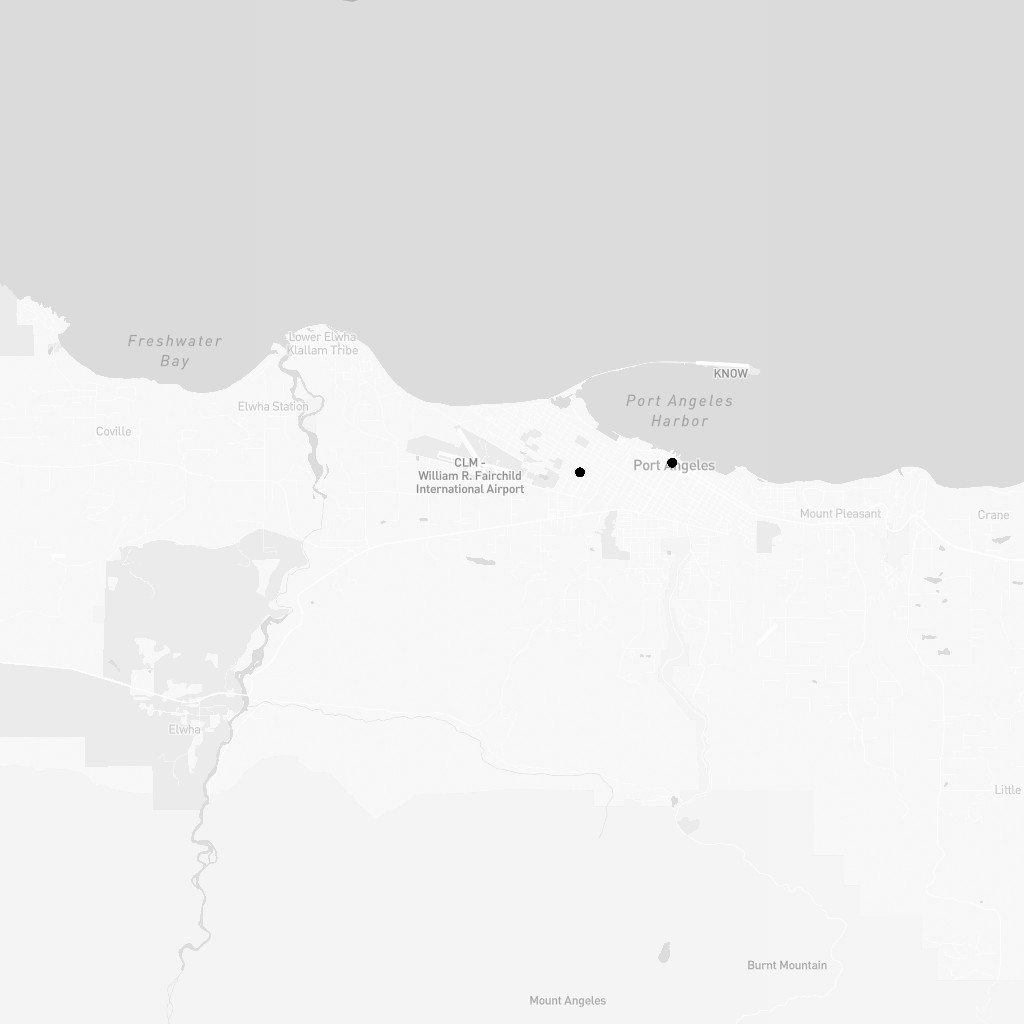 Freshwater
Bay
Lower Elwha
Klallam Tribe
KNOW
Port Angeles
Harbor
Elwha Station
Coville
CLM -
William R. Fairchild
International Airport
Port Angeles
Mount Pleasant
Crane
Elwha
Little
Burnt Mountain
Mount Angeles